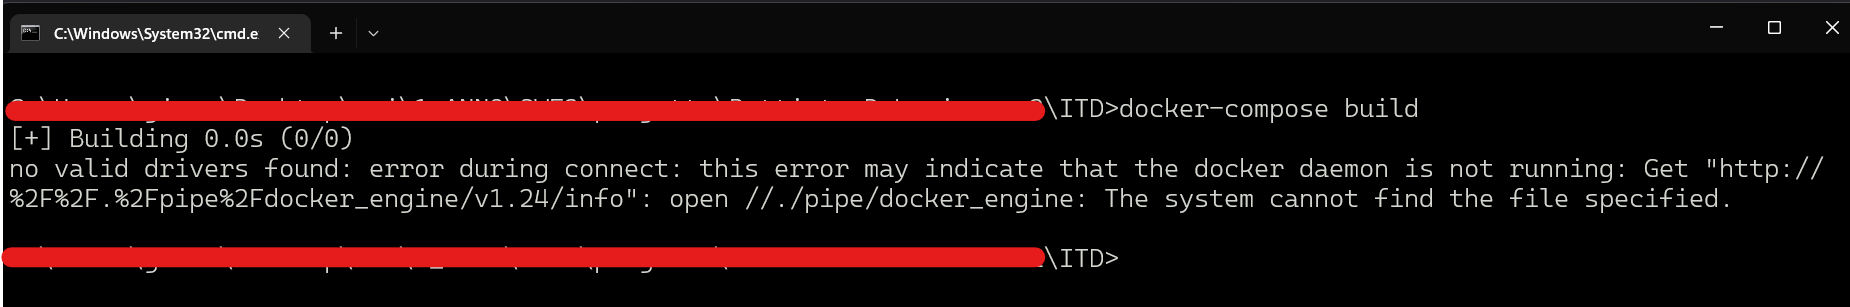 C:\Windows\System32\cmd.e
\ITD>docker-compose build
[+] Building 0.0s (0/0)
no valid drivers found: error during connect: this error may indicate that the docker daemon is not running: Get "http://
%2F%2F.%2Fpipe%2Fdocker_engine/v1.24/info": open //./pipe/docker_engine: The system cannot find the file specified.
\ITD>